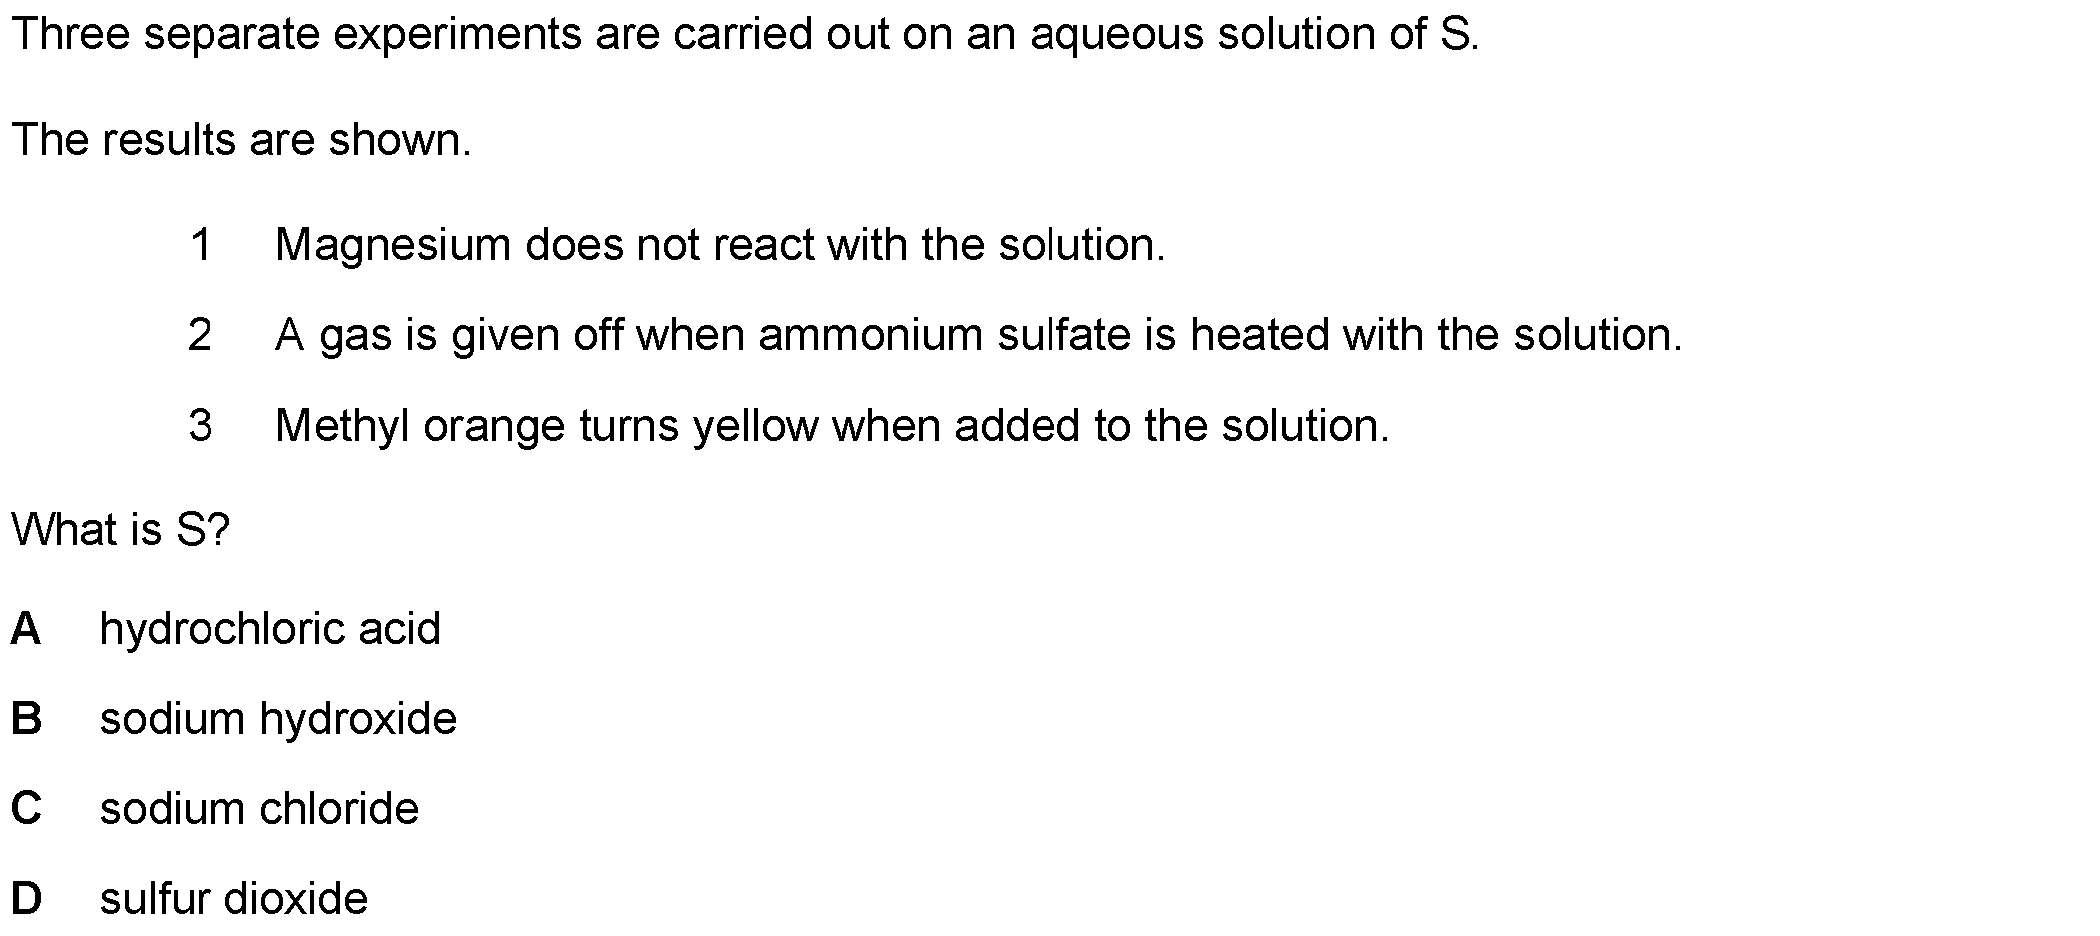 Three separate experiments are carried out on an aqueous solution of S.
The results are shown.
1 Magnesium does not react with the solution.
2 A gas is given off when ammonium sulfate is heated with the solution.
3 Methyl orange turns yellow when added to the solution.
What is S?
A hydrochloric acid
B sodium hydroxide
C sodium chloride
D sulfur dioxide